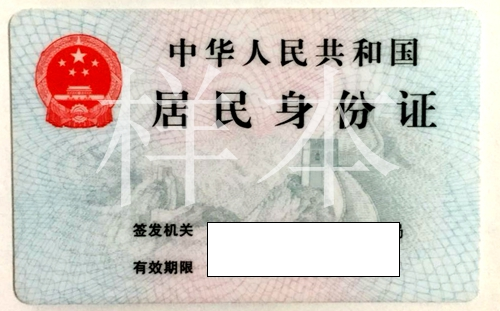 中华人民共和国
居民身份证
样本
签发机关
有效期限